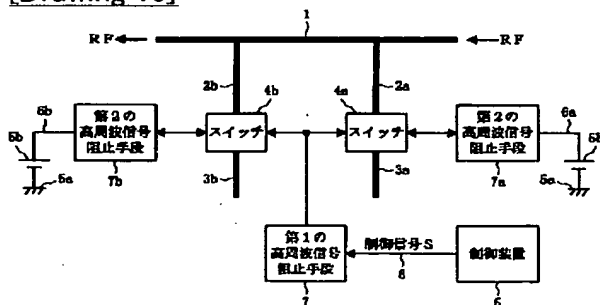 [Drawing 10]
1
RF
RF
2b
2a
4b
4a
5b
6b
第2の
高周波信号
阻止手段
スイッチ
スイッチ
第2の
高周波信号
阻止手段
6a
5b
5a
7b
3b
3a
7a
5a
第1の
高周波信号
阻止手段
制御信号S
8
制御装置
7
6